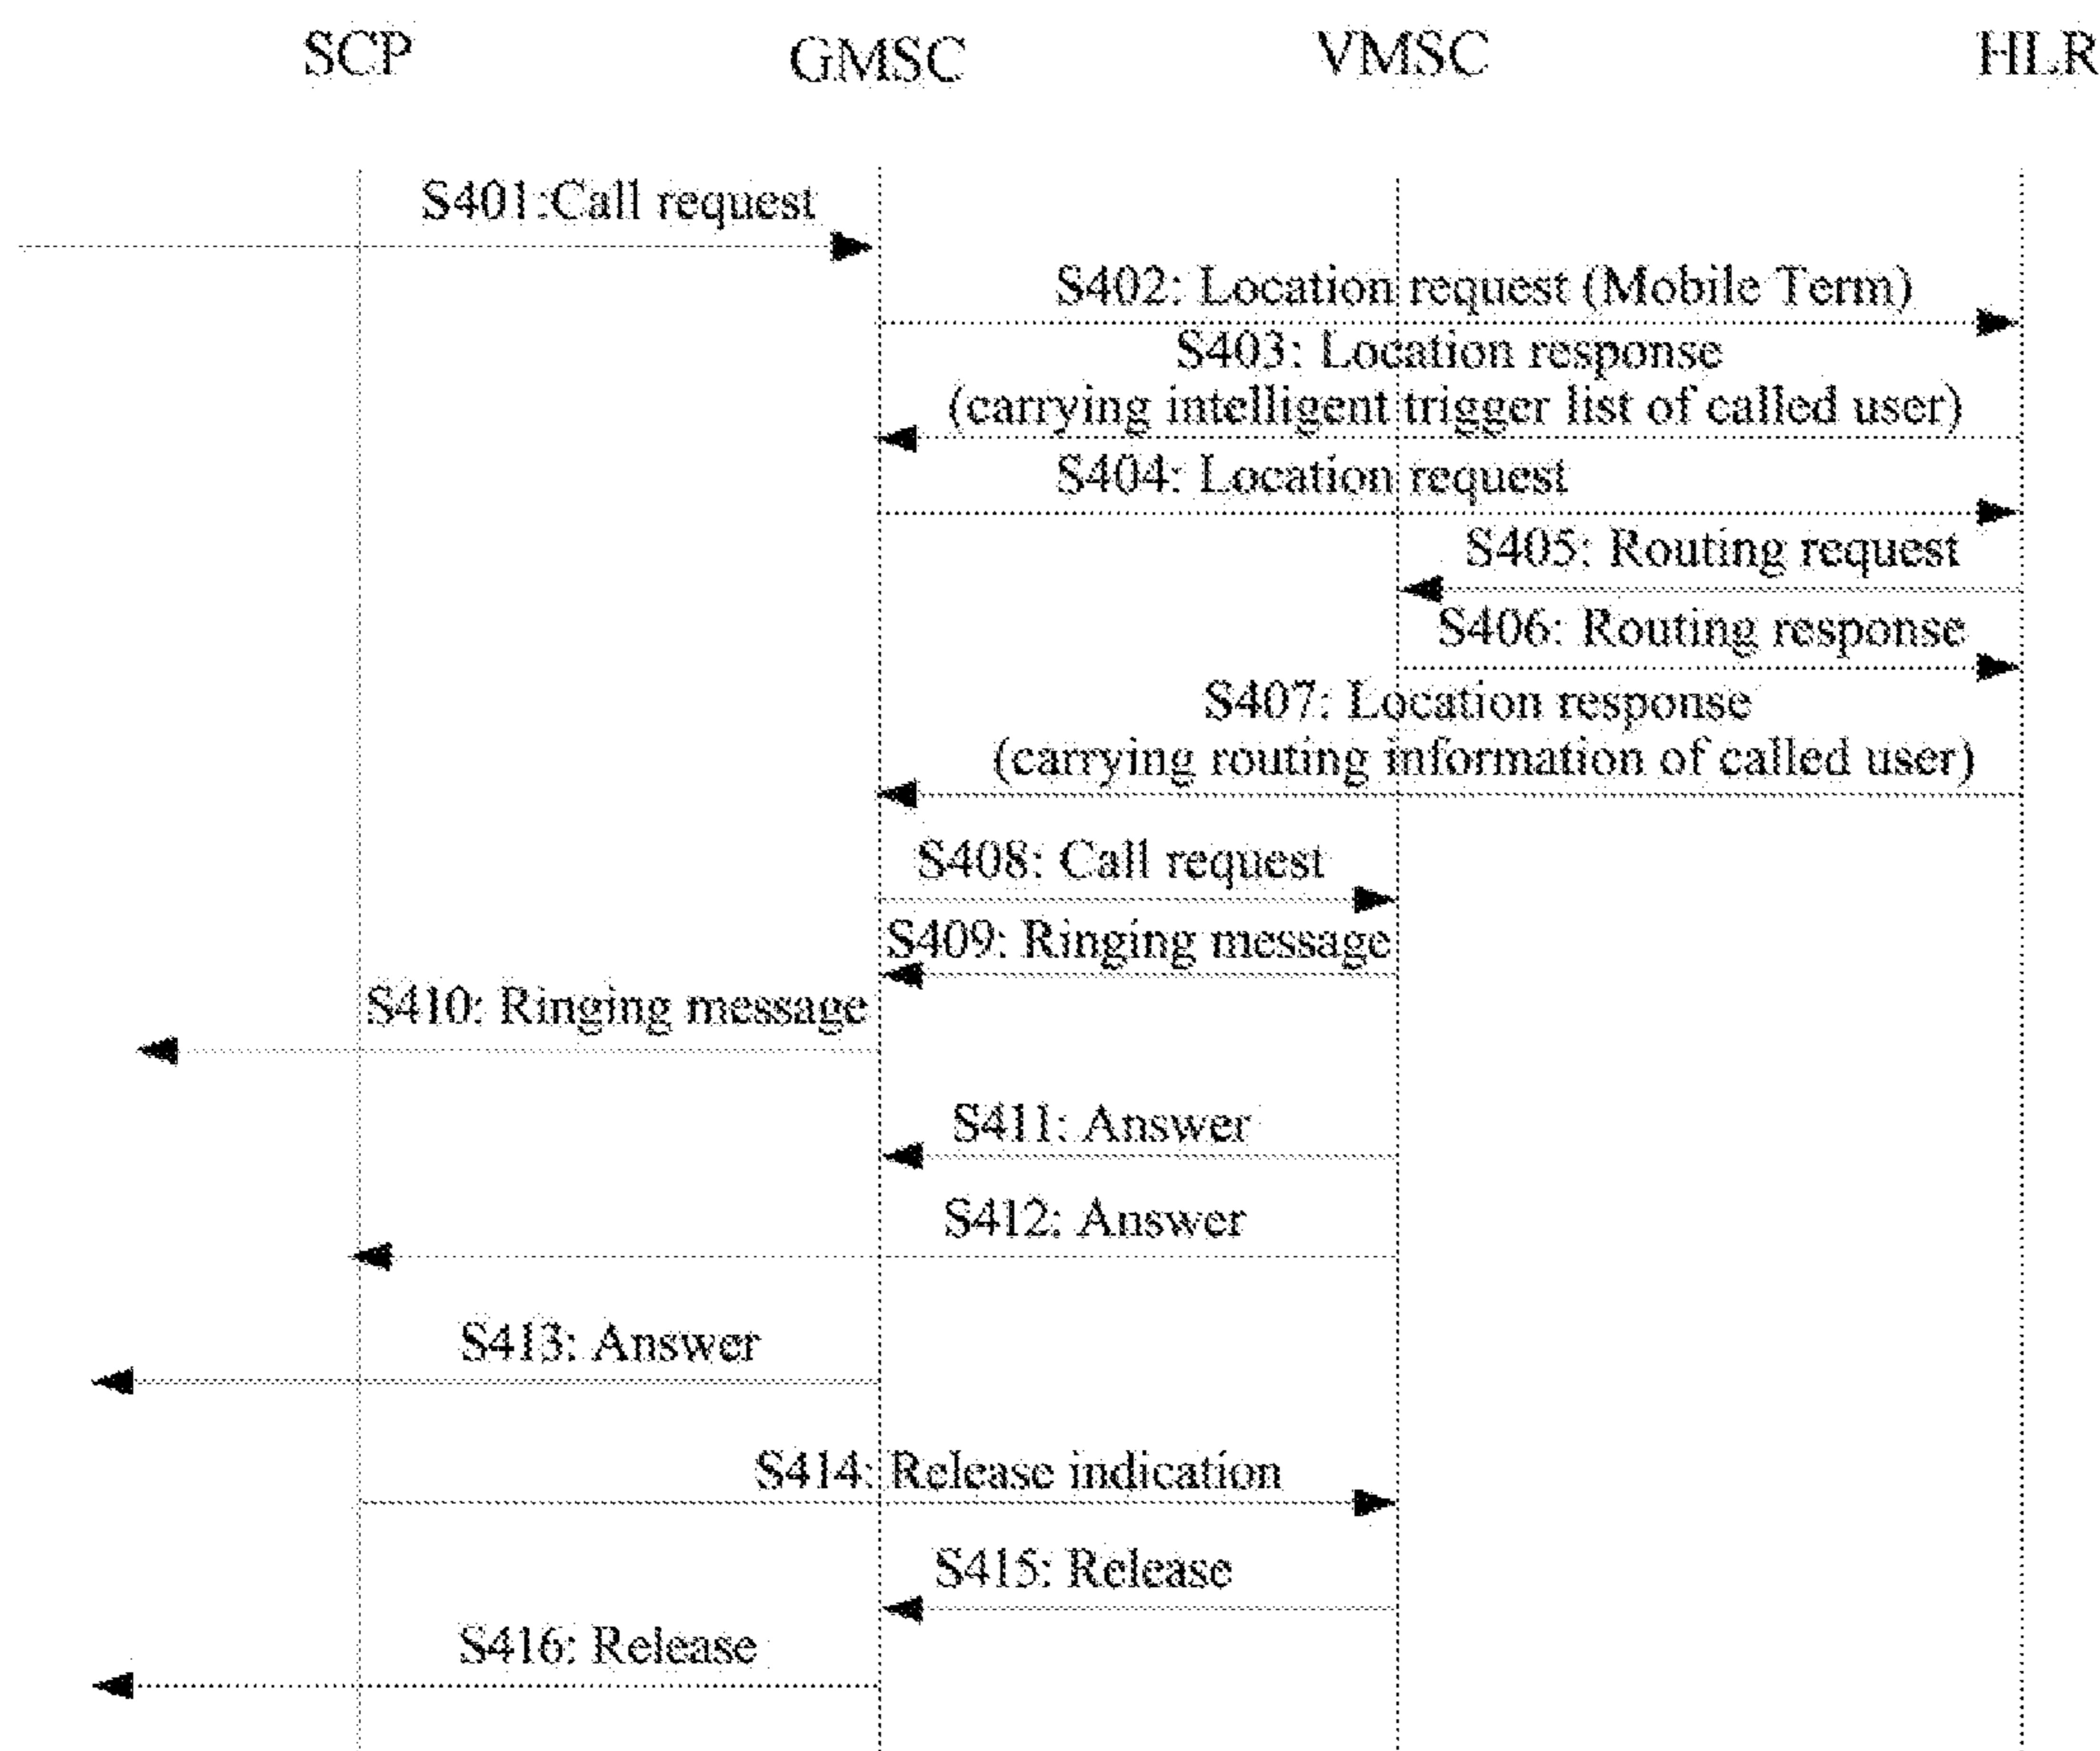 SCP GMSC VMSC HLR
S401:Call request
S402: Location request (Mobile Term)
S403: Location response
(carrying intelligent trigger list of called user)
S404: Location request
S405: Routing request
S406: Routing response
S407: Location response
(carrying routing information of called user)
S408: Call request
S409: Ringing message
S410: Ringing message
S411: Answer
S412: Answer
S413: Answer
S414: Release indication
S415: Release
S416: Release